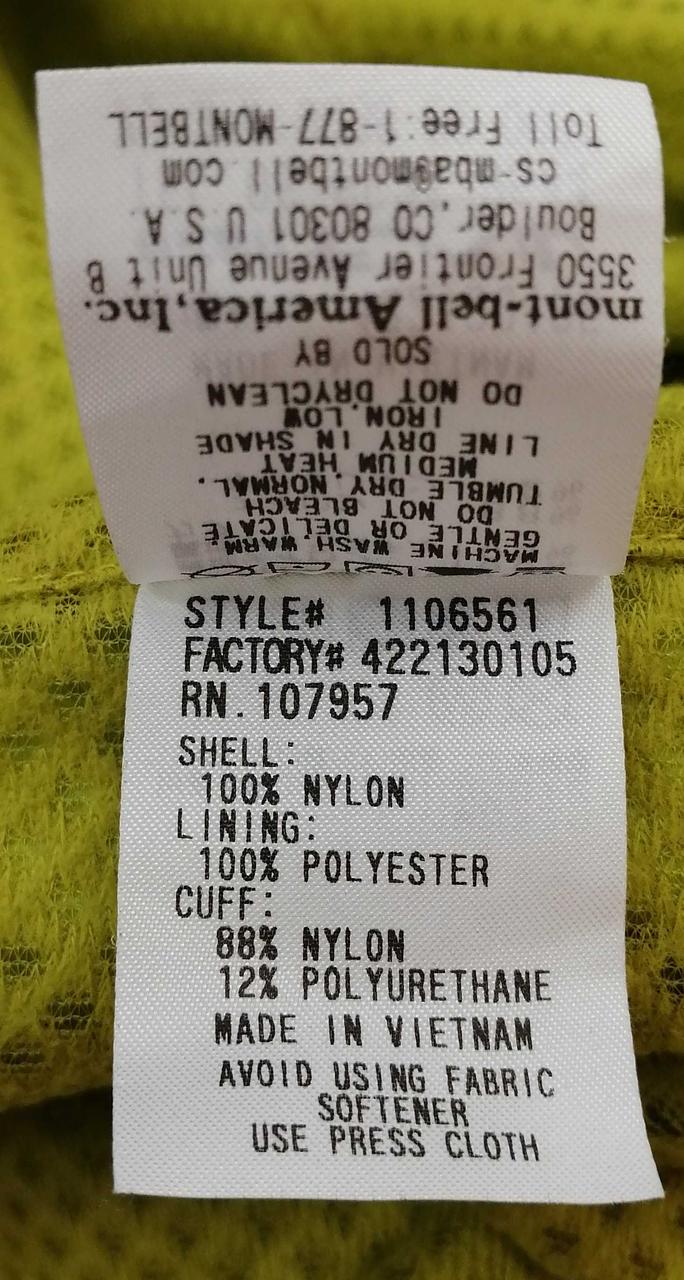 MACHINE WASH WARM.
GENTLE OR DELICATE
DO NOT BLEACH
TUMBLE DRY.NORMAL.
MEDIUM HEAT
LINE DRY IN SHADE
IRON.LOW
DO NOT DRYCLEAN
SOLD BY
mont-bell America,Inc.
3550 Frontier Avenue Unit B
Boulder,CO 80301 U.S.A.
cs-mba@montbell.com
Toll Free:1-877-MONTBELL
STYLE# 1106561
FACTORY# 422130105
RN.107957
SHELL:
100% NYLON
LINING:
100% POLYESTER
CUFF:
88% NYLON
12% POLYURETHANE
MADE IN VIETNAM
AVOID USING FABRIC
SOFTENER
USE PRESS CLOTH